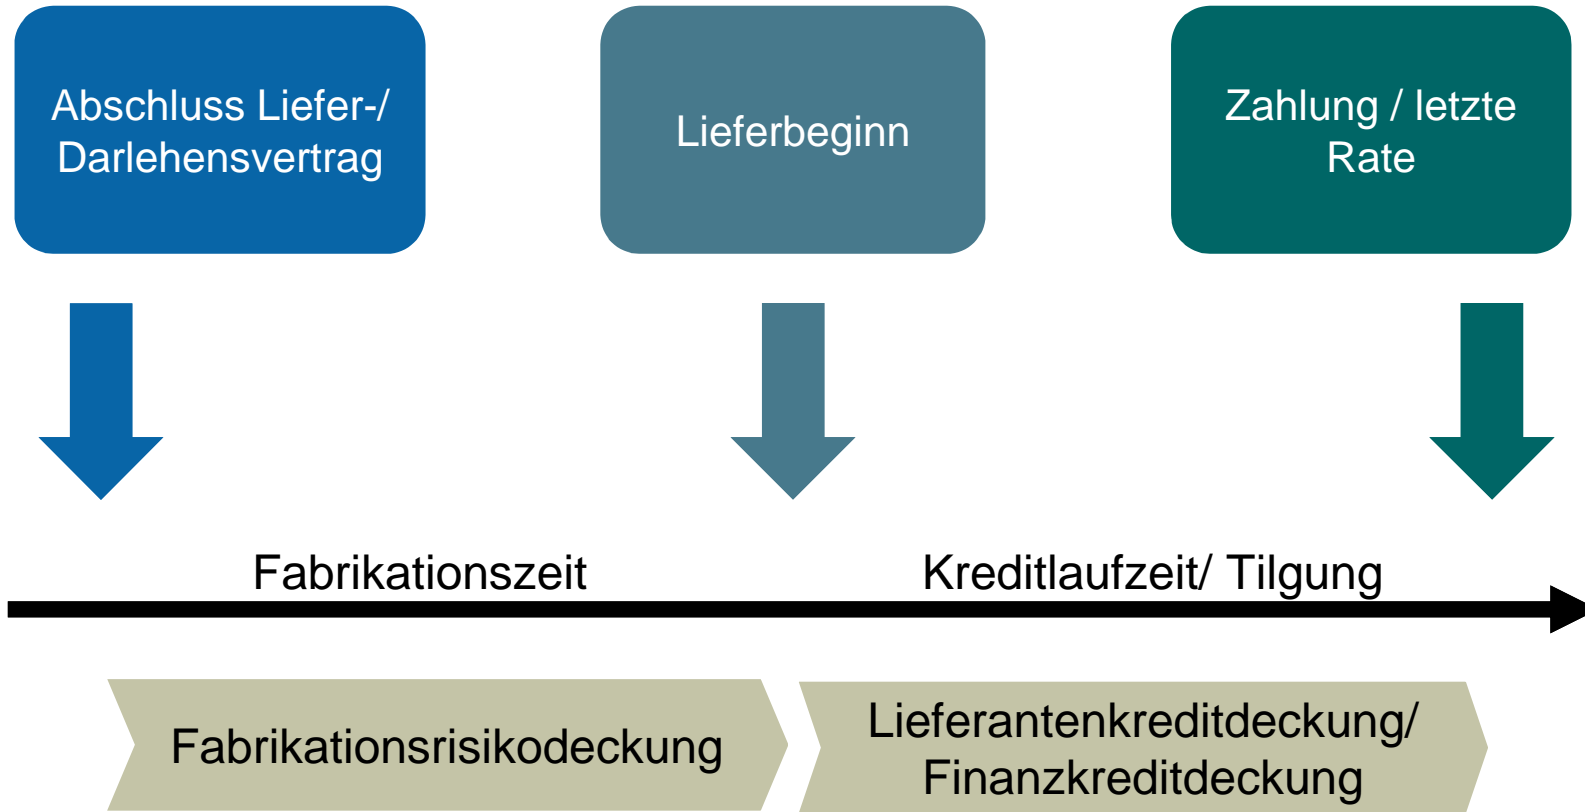 Abschluss Liefer-/
Darlehensvertrag
Lieferbeginn
Zahlung / letzte
Rate
Fabrikationszeit
Kreditlaufzeit/ Tilgung
Fabrikationsrisikodeckung
Lieferantenkreditdeckung/
Finanzkreditdeckung